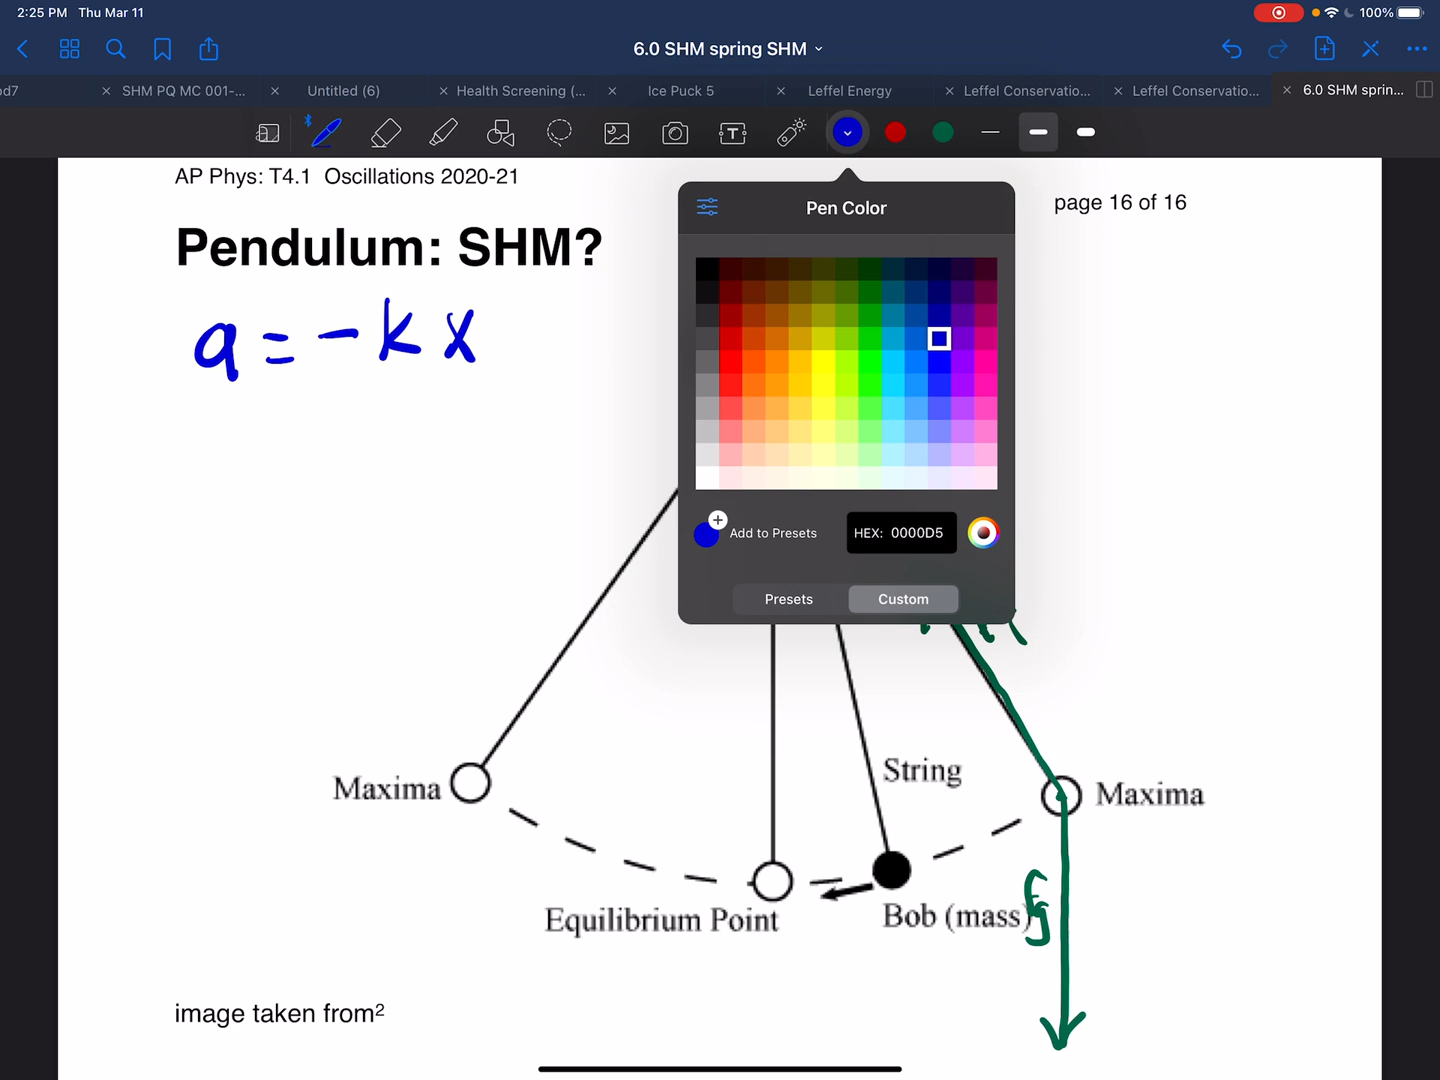 2:25 PM Thu Mar 11
100%
6.0 SHM spring SHM
od7
SHM PQ MC 001-...
Untitled (6)
Health Screening (...
Ice Puck 5
Leffel Energy
Leffel Conservatio...
Leffel Conservatio...
6.0 SHM sprin...
AP Phys: T4.1 Oscillations 2020-21
page 16 of 16
Pendulum: SHM?
a = - k x
Pen Color
Add to Presets
HEX: 0000D5
Presets
Custom
String
Maxima
Maxima
Equilibrium Point
Bob (mass)
Fg
image taken from²